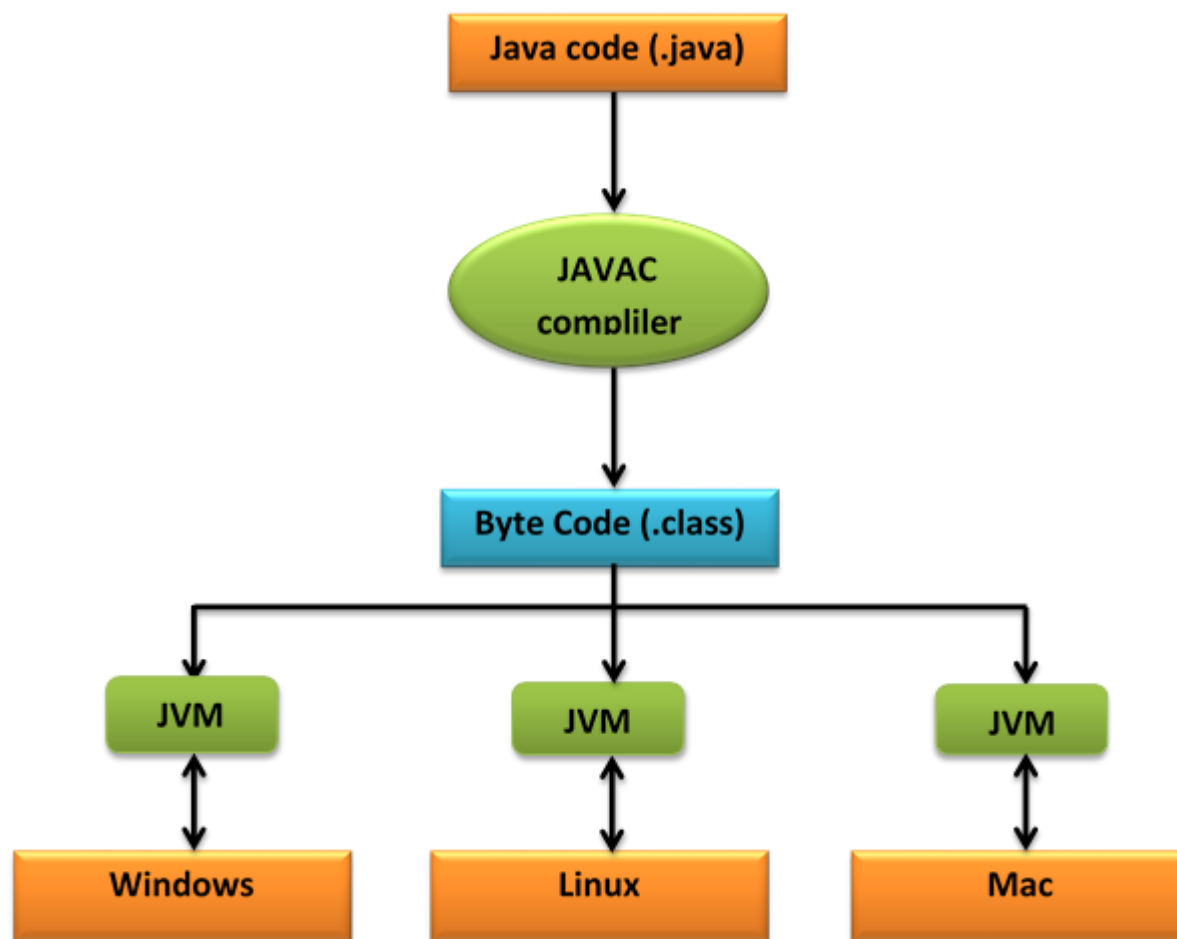 Java code (.java)
JAVAC
compliler
Byte Code (.class)
JVM
JVM
JVM
Windows
Linux
Mac